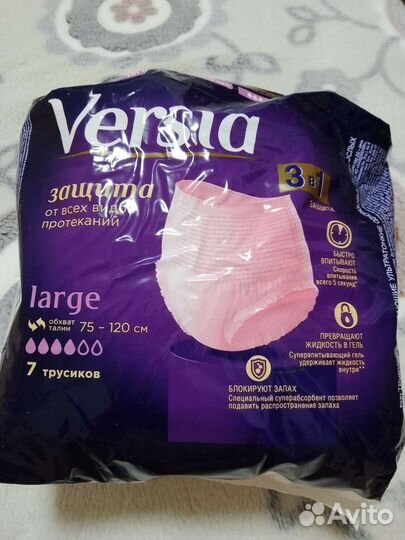 Versia
защита
от всех видов
протеканий
3 в 1
ЗАЩИТА
large
обхват
талии 75 – 120 см
7 трусиков
БЫСТРО
ВПИТЫВАЮТ
Скорость
впитывания
всего 5 секунд*
ПРЕВРАЩАЮТ
ЖИДКОСТЬ В ГЕЛЬ
Супервпитывающий гель
удерживает жидкость
внутри**
БЛОКИРУЮТ ЗАПАХ
Специальный суперабсорбент позволяет
подавить распространение запаха
Avito